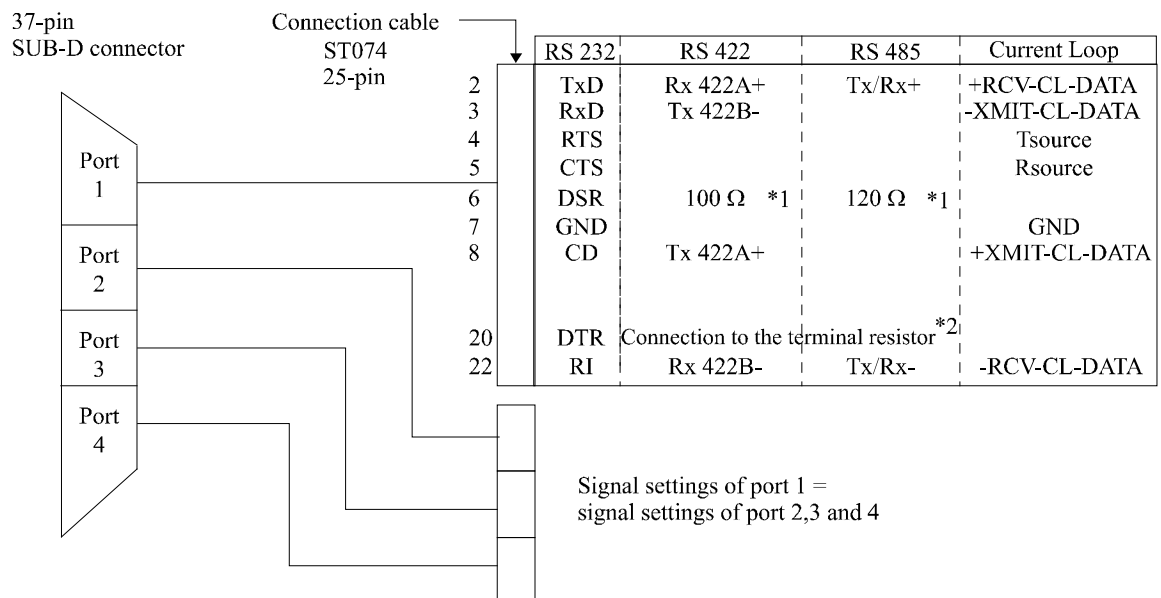 37-pin
SUB-D connector
Connection cable
ST074
25-pin
RS 232 RS 422 RS 485 Current Loop
2 TxD Rx 422A+ Tx/Rx+ +RCV-CL-DATA
3 RxD Tx 422B- -XMIT-CL-DATA
4 RTS Tsource
5 CTS Rsource
6 DSR 100 Ω *1 120 Ω *1
7 GND GND
8 CD Tx 422A+ +XMIT-CL-DATA
20 DTR Connection to the terminal resistor*2
22 RI Rx 422B- Tx/Rx- -RCV-CL-DATA
Port
1
Port
2
Port
3
Port
4
Signal settings of port 1 =
signal settings of port 2,3 and 4